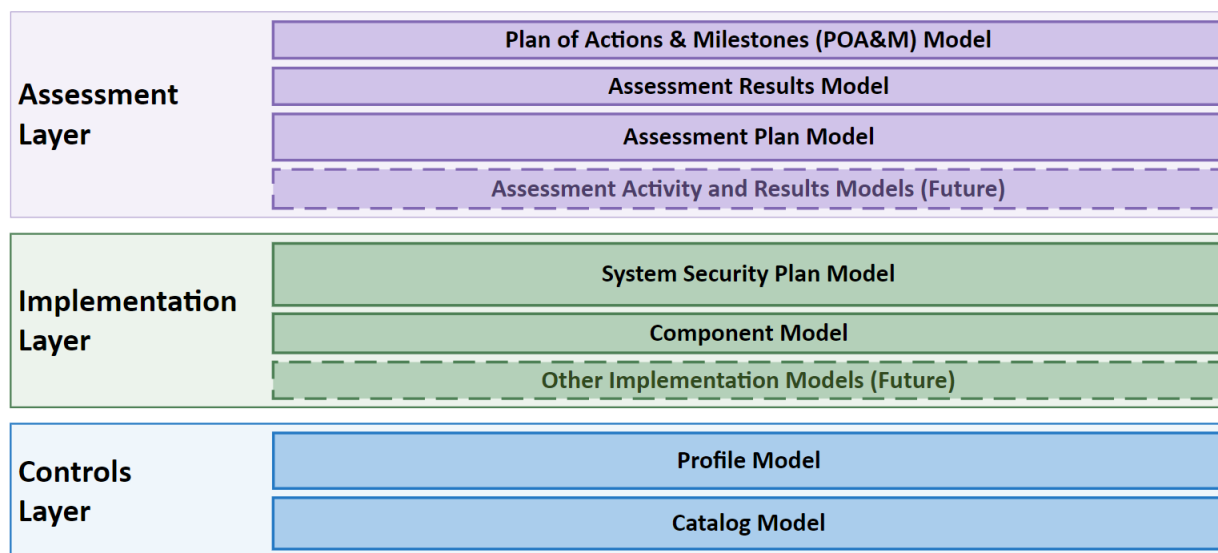 Assessment
Layer
Plan of Actions & Milestones (POA&M) Model
Assessment Results Model
Assessment Plan Model
Assessment Activity and Results Models (Future)
Implementation
Layer
System Security Plan Model
Component Model
Other Implementation Models (Future)
Controls
Layer
Profile Model
Catalog Model